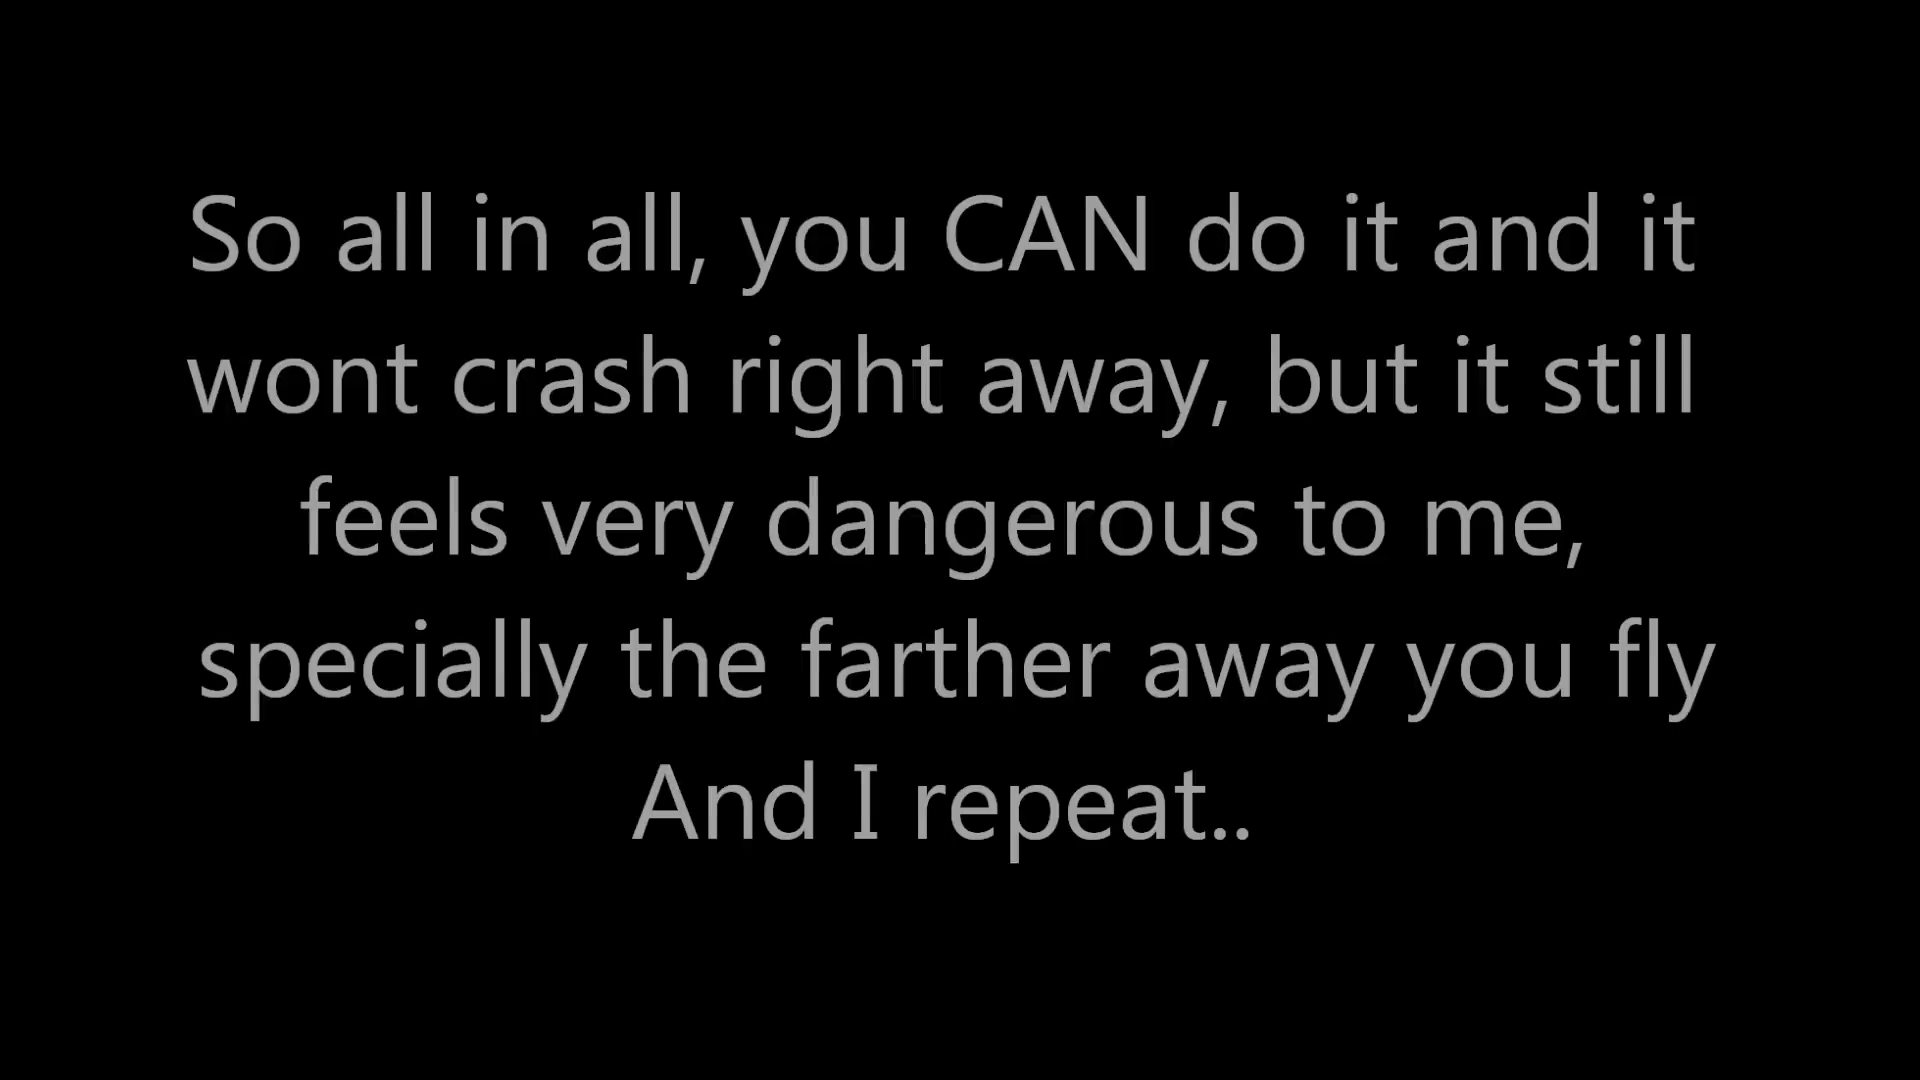 So all in all, you CAN do it and it
wont crash right away, but it still
feels very dangerous to me,
specially the farther away you fly
And I repeat..